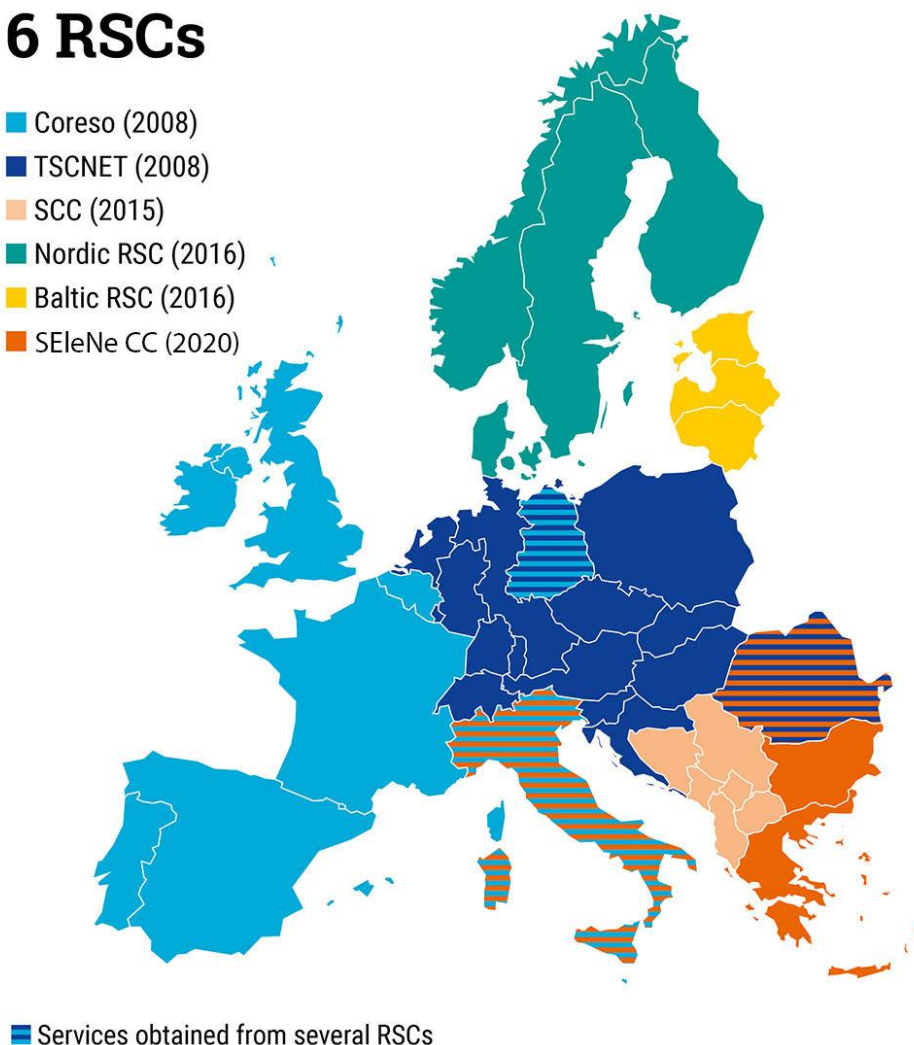 6 RSCs
Coreso (2008)
TSCNET (2008)
SCC (2015)
Nordic RSC (2016)
Baltic RSC (2016)
SEleNe CC (2020)
Services obtained from several RSCs